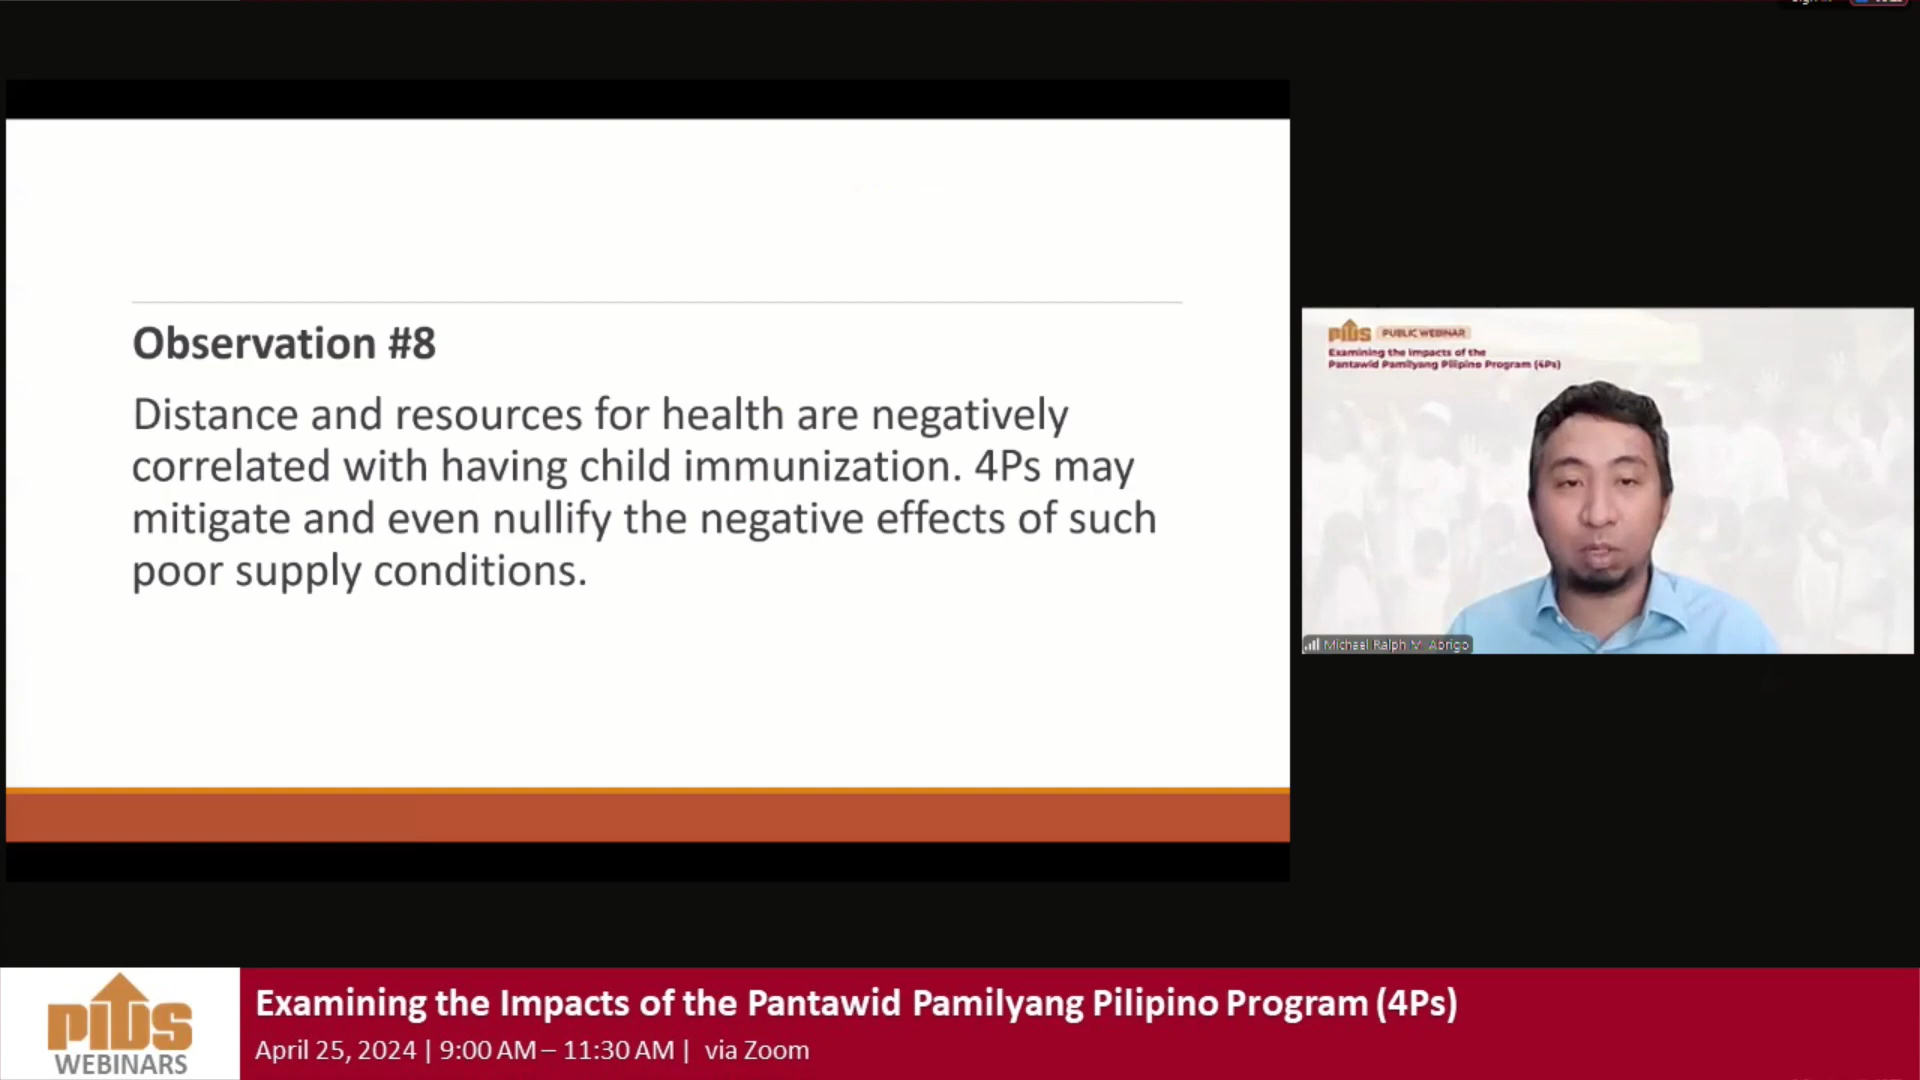 Observation #8
Distance and resources for health are negatively
correlated with having child immunization. 4Ps may
mitigate and even nullify the negative effects of such
poor supply conditions.
pids PUBLIC WEBINAR
Examining the Impacts of the
Pantawid Pamilyang Pilipino Program (4Ps)
Michael Ralph M. Abrigo
pids
WEBINARS
Examining the Impacts of the Pantawid Pamilyang Pilipino Program (4Ps)
April 25, 2024 | 9:00 AM – 11:30 AM | via Zoom